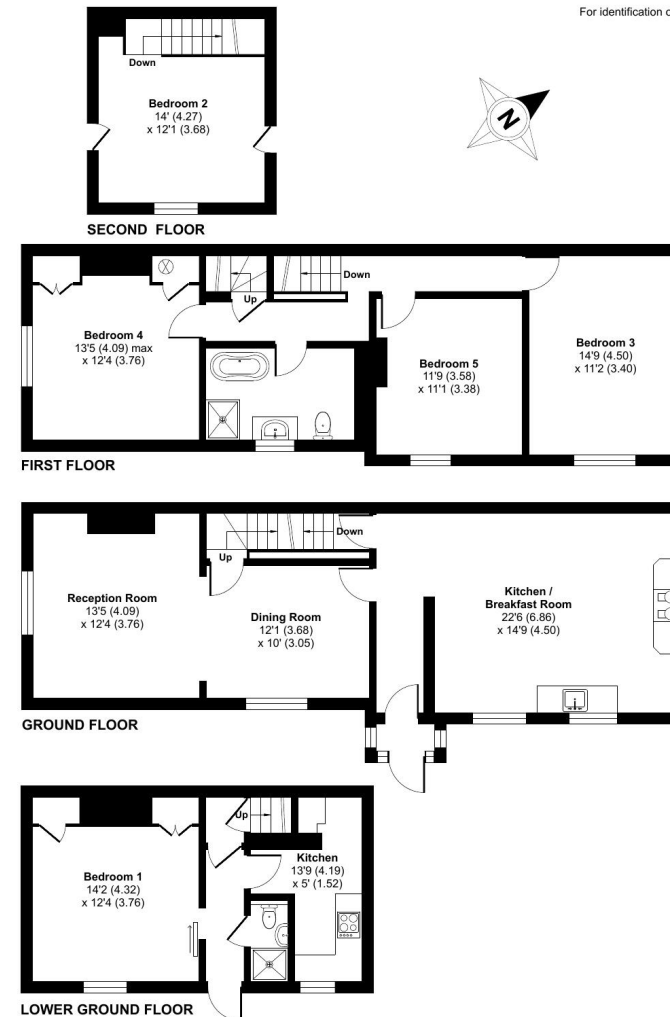 For identification o
Down
Bedroom 2
14' (4.27)
x 12'1 (3.68)
N
SECOND FLOOR
Down
Up
Bedroom 4
13'5 (4.09) max
x 12'4 (3.76)
Bedroom 5
11'9 (3.58)
x 11'1 (3.38)
Bedroom 3
14'9 (4.50)
x 11'2 (3.40)
FIRST FLOOR
Down
Up
Reception Room
13'5 (4.09)
x 12'4 (3.76)
Dining Room
12'1 (3.68)
x 10' (3.05)
Kitchen /
Breakfast Room
22'6 (6.86)
x 14'9 (4.50)
GROUND FLOOR
Up
Bedroom 1
14'2 (4.32)
x 12'4 (3.76)
Kitchen
13'9 (4.19)
x 5' (1.52)
LOWER GROUND FLOOR